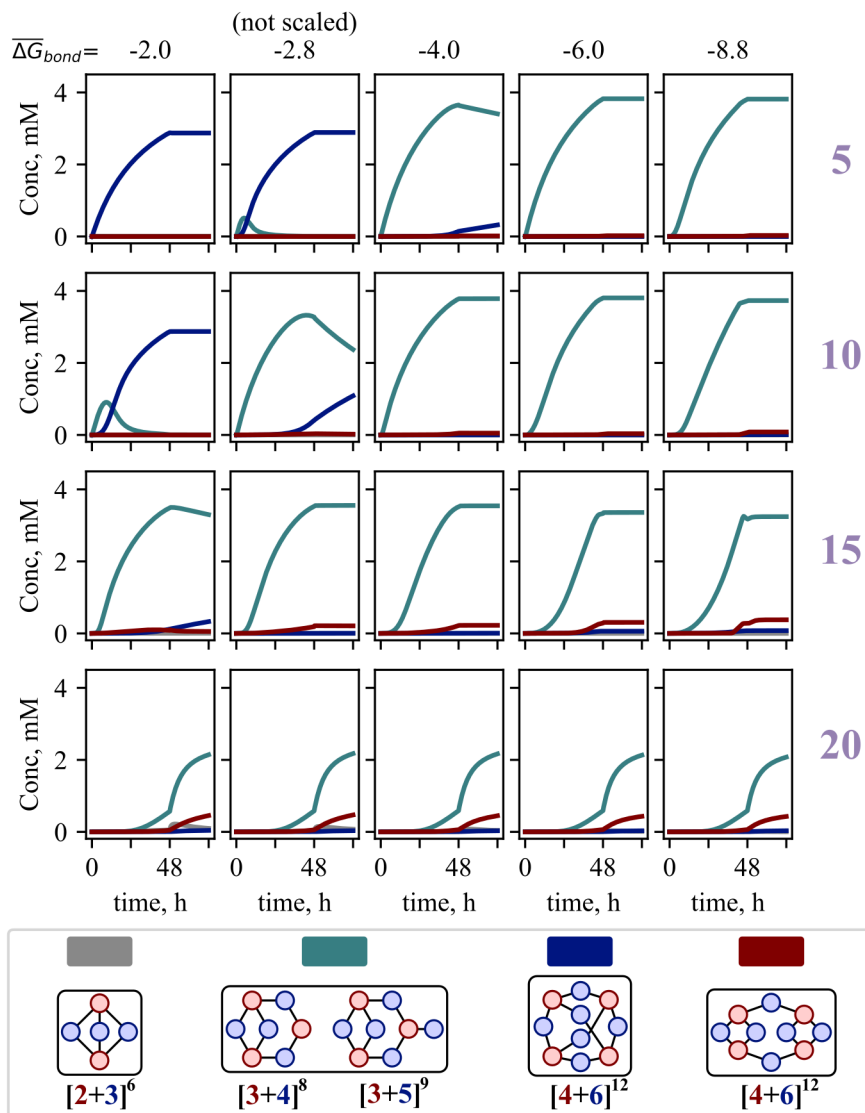 (not scaled)
ΔG̅bond= -2.0 -2.8 -4.0 -6.0 -8.8
Conc, mM
4
2
0
5
Conc, mM
4
2
0
10
Conc, mM
4
2
0
15
Conc, mM
4
2
0
20
0 48 0 48 0 48 0 48 0 48
time, h time, h time, h time, h time, h
[2+3]⁶ [3+4]⁸ [3+5]⁹ [4+6]¹² [4+6]¹²